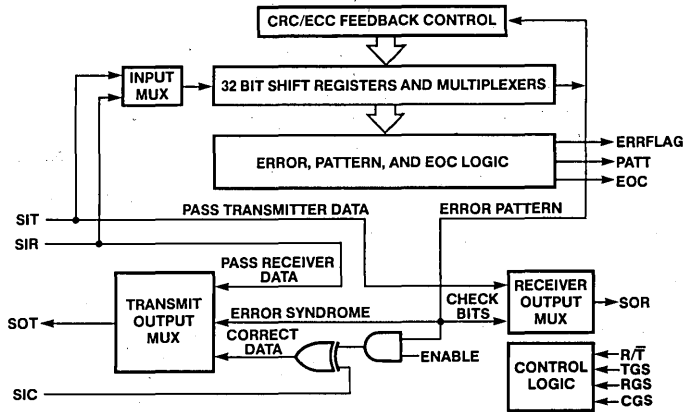 CRC/ECC FEEDBACK CONTROL
INPUT
MUX
32 BIT SHIFT REGISTERS AND MULTIPLEXERS
ERROR, PATTERN, AND EOC LOGIC
ERRFLAG
PATT
EOC
SIT
PASS TRANSMITTER DATA
ERROR PATTERN
SIR
PASS RECEIVER
DATA
TRANSMIT
OUTPUT
MUX
SOT
ERROR SYNDROME
CHECK
BITS
RECEIVER
OUTPUT
MUX
SOR
CORRECT
DATA
ENABLE
SIC
CONTROL
LOGIC
R/T̅
TGS
RGS
CGS